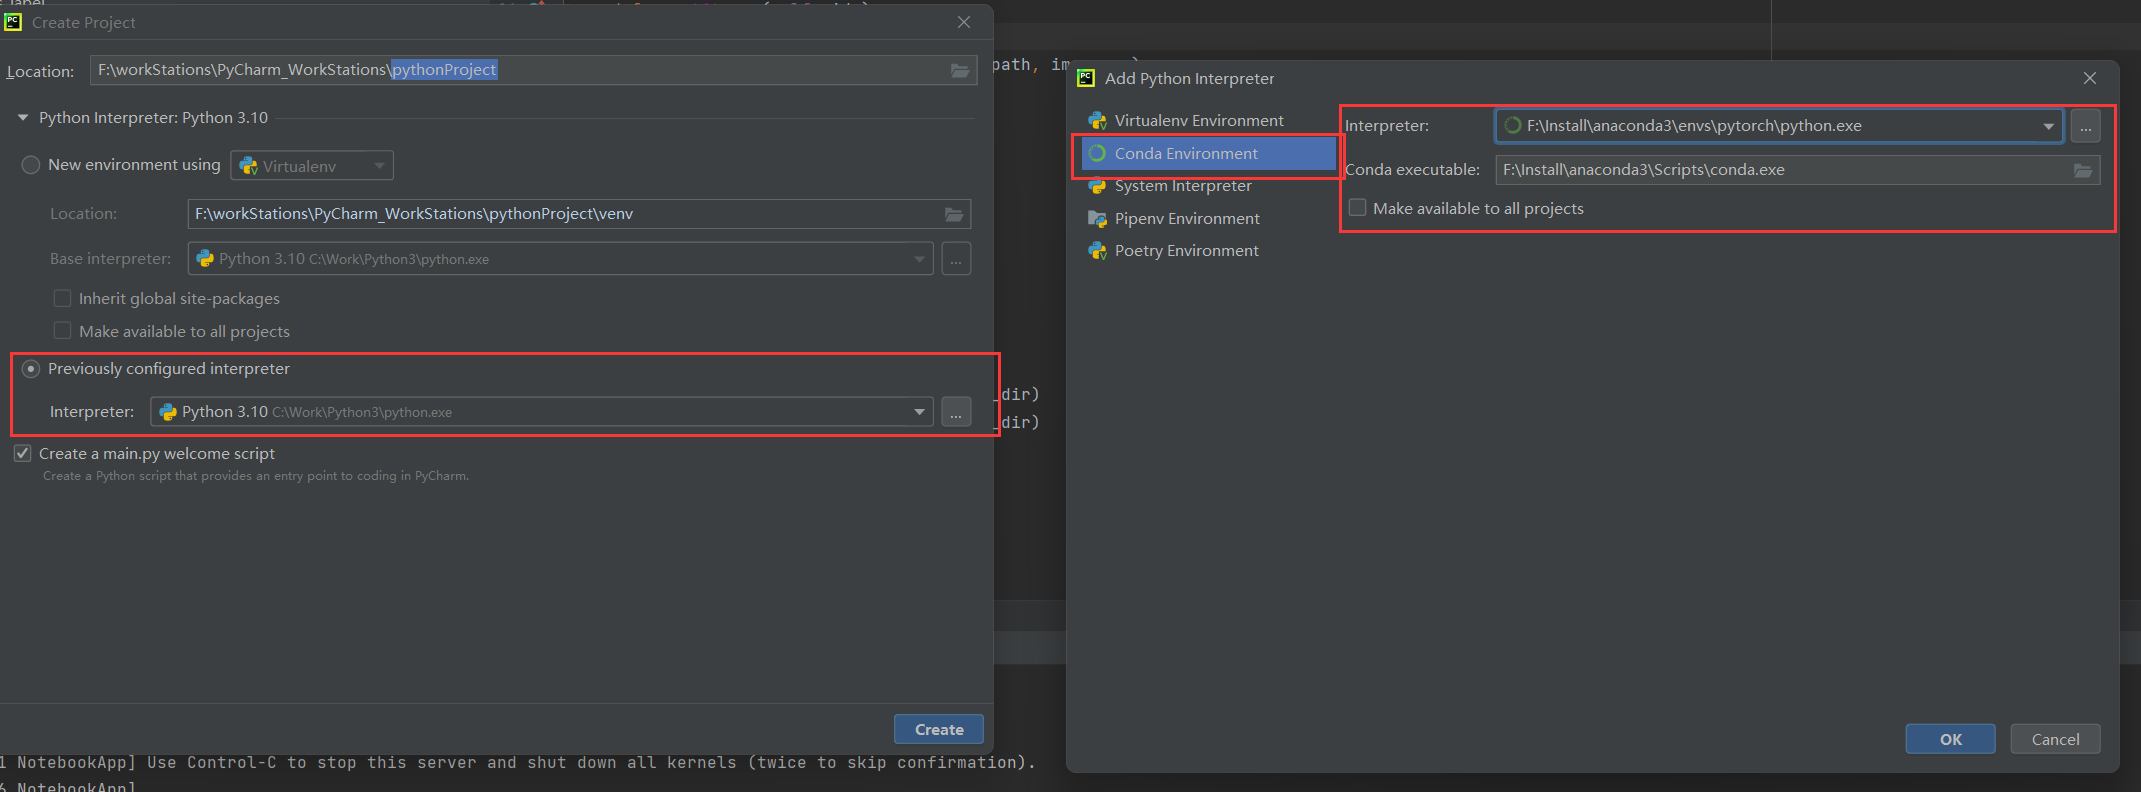 label
Create Project
Location: F:\workStations\PyCharm_WorkStations\pythonProject
Python Interpreter: Python 3.10
New environment using Virtualenv
Location: F:\workStations\PyCharm_WorkStations\pythonProject\venv
Base interpreter: Python 3.10 C:\Work\Python3\python.exe ...
Inherit global site-packages
Make available to all projects
Previously configured interpreter
Interpreter: Python 3.10 C:\Work\Python3\python.exe ...
Create a main.py welcome script
Create a Python script that provides an entry point to coding in PyCharm.
Create
path, im
_dir)
_dir)
1 NotebookApp] Use Control-C to stop this server and shut down all kernels (twice to skip confirmation).
6 NotebookApp]
Add Python Interpreter
Virtualenv Environment
Conda Environment
System Interpreter
Pipenv Environment
Poetry Environment
Interpreter: F:\Install\anaconda3\envs\pytorch\python.exe ...
Conda executable: F:\Install\anaconda3\Scripts\conda.exe
Make available to all projects
OK
Cancel